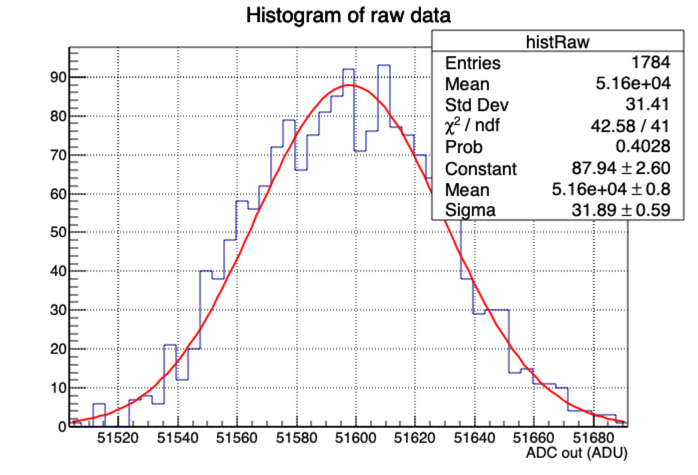 Histogram of raw data
histRaw
Entries 1784
Mean 5.16e+04
Std Dev 31.41
χ² / ndf 42.58 / 41
Prob 0.4028
Constant 87.94 ± 2.60
Mean 5.16e+04 ± 0.8
Sigma 31.89 ± 0.59
90
80
70
60
50
40
30
20
10
0
51520 51540 51560 51580 51600 51620 51640 51660 51680
ADC out (ADU)